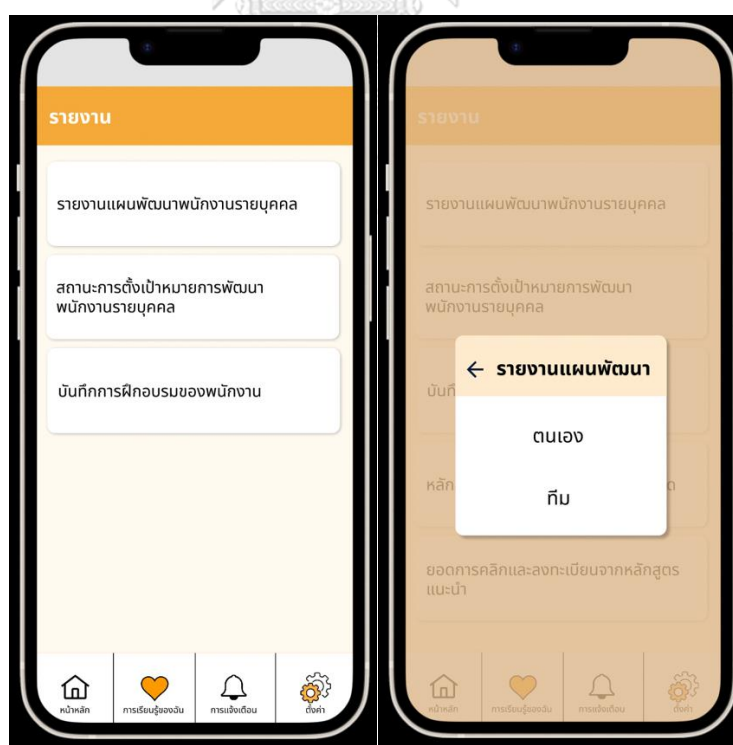 รายงาน
รายงานแผนพัฒนาพนักงานรายบุคคล
สถานะการตั้งเป้าหมายการพัฒนา
พนักงานรายบุคคล
บันทึกการฝึกอบรมของพนักงาน
หน้าหลัก
การเรียนรู้ของฉัน
การแจ้งเตือน
ตั้งค่า
รายงาน
รายงานแผนพัฒนาพนักงานรายบุคคล
สถานะการตั้งเป้าหมายการพัฒนา
พนักงานรายบุคคล
รายงานแผนพัฒนา
ตนเอง
ทีม
ยอดการคลิกและลงทะเบียนจากหลักสูตร
แนะนำ
หน้าหลัก
การเรียนรู้ของฉัน
การแจ้งเตือน
ตั้งค่า